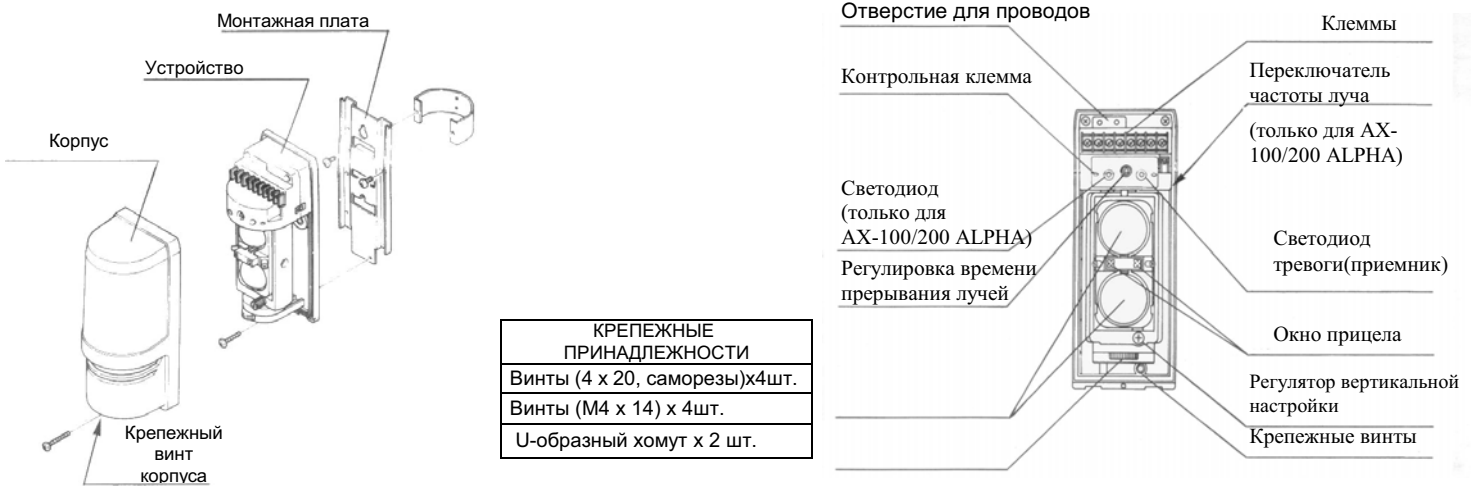 Монтажная плата
Устройство
Корпус
Крепежный
винт
корпуса
КРЕПЕЖНЫЕ
ПРИНАДЛЕЖНОСТИ
Винты (4 x 20, саморезы)х4шт.
Винты (М4 x 14) x 4шт.
U-образный хомут x 2 шт.
Отверстие для проводов
Контрольная клемма
Светодиод
(только для
AX-100/200 ALPHA)
Регулировка времени
прерывания лучей
Клеммы
Переключатель
частоты луча
(только для AX-
100/200 ALPHA)
Светодиод
тревоги(приемник)
Окно прицела
Регулятор вертикальной
настройки
Крепежные винты